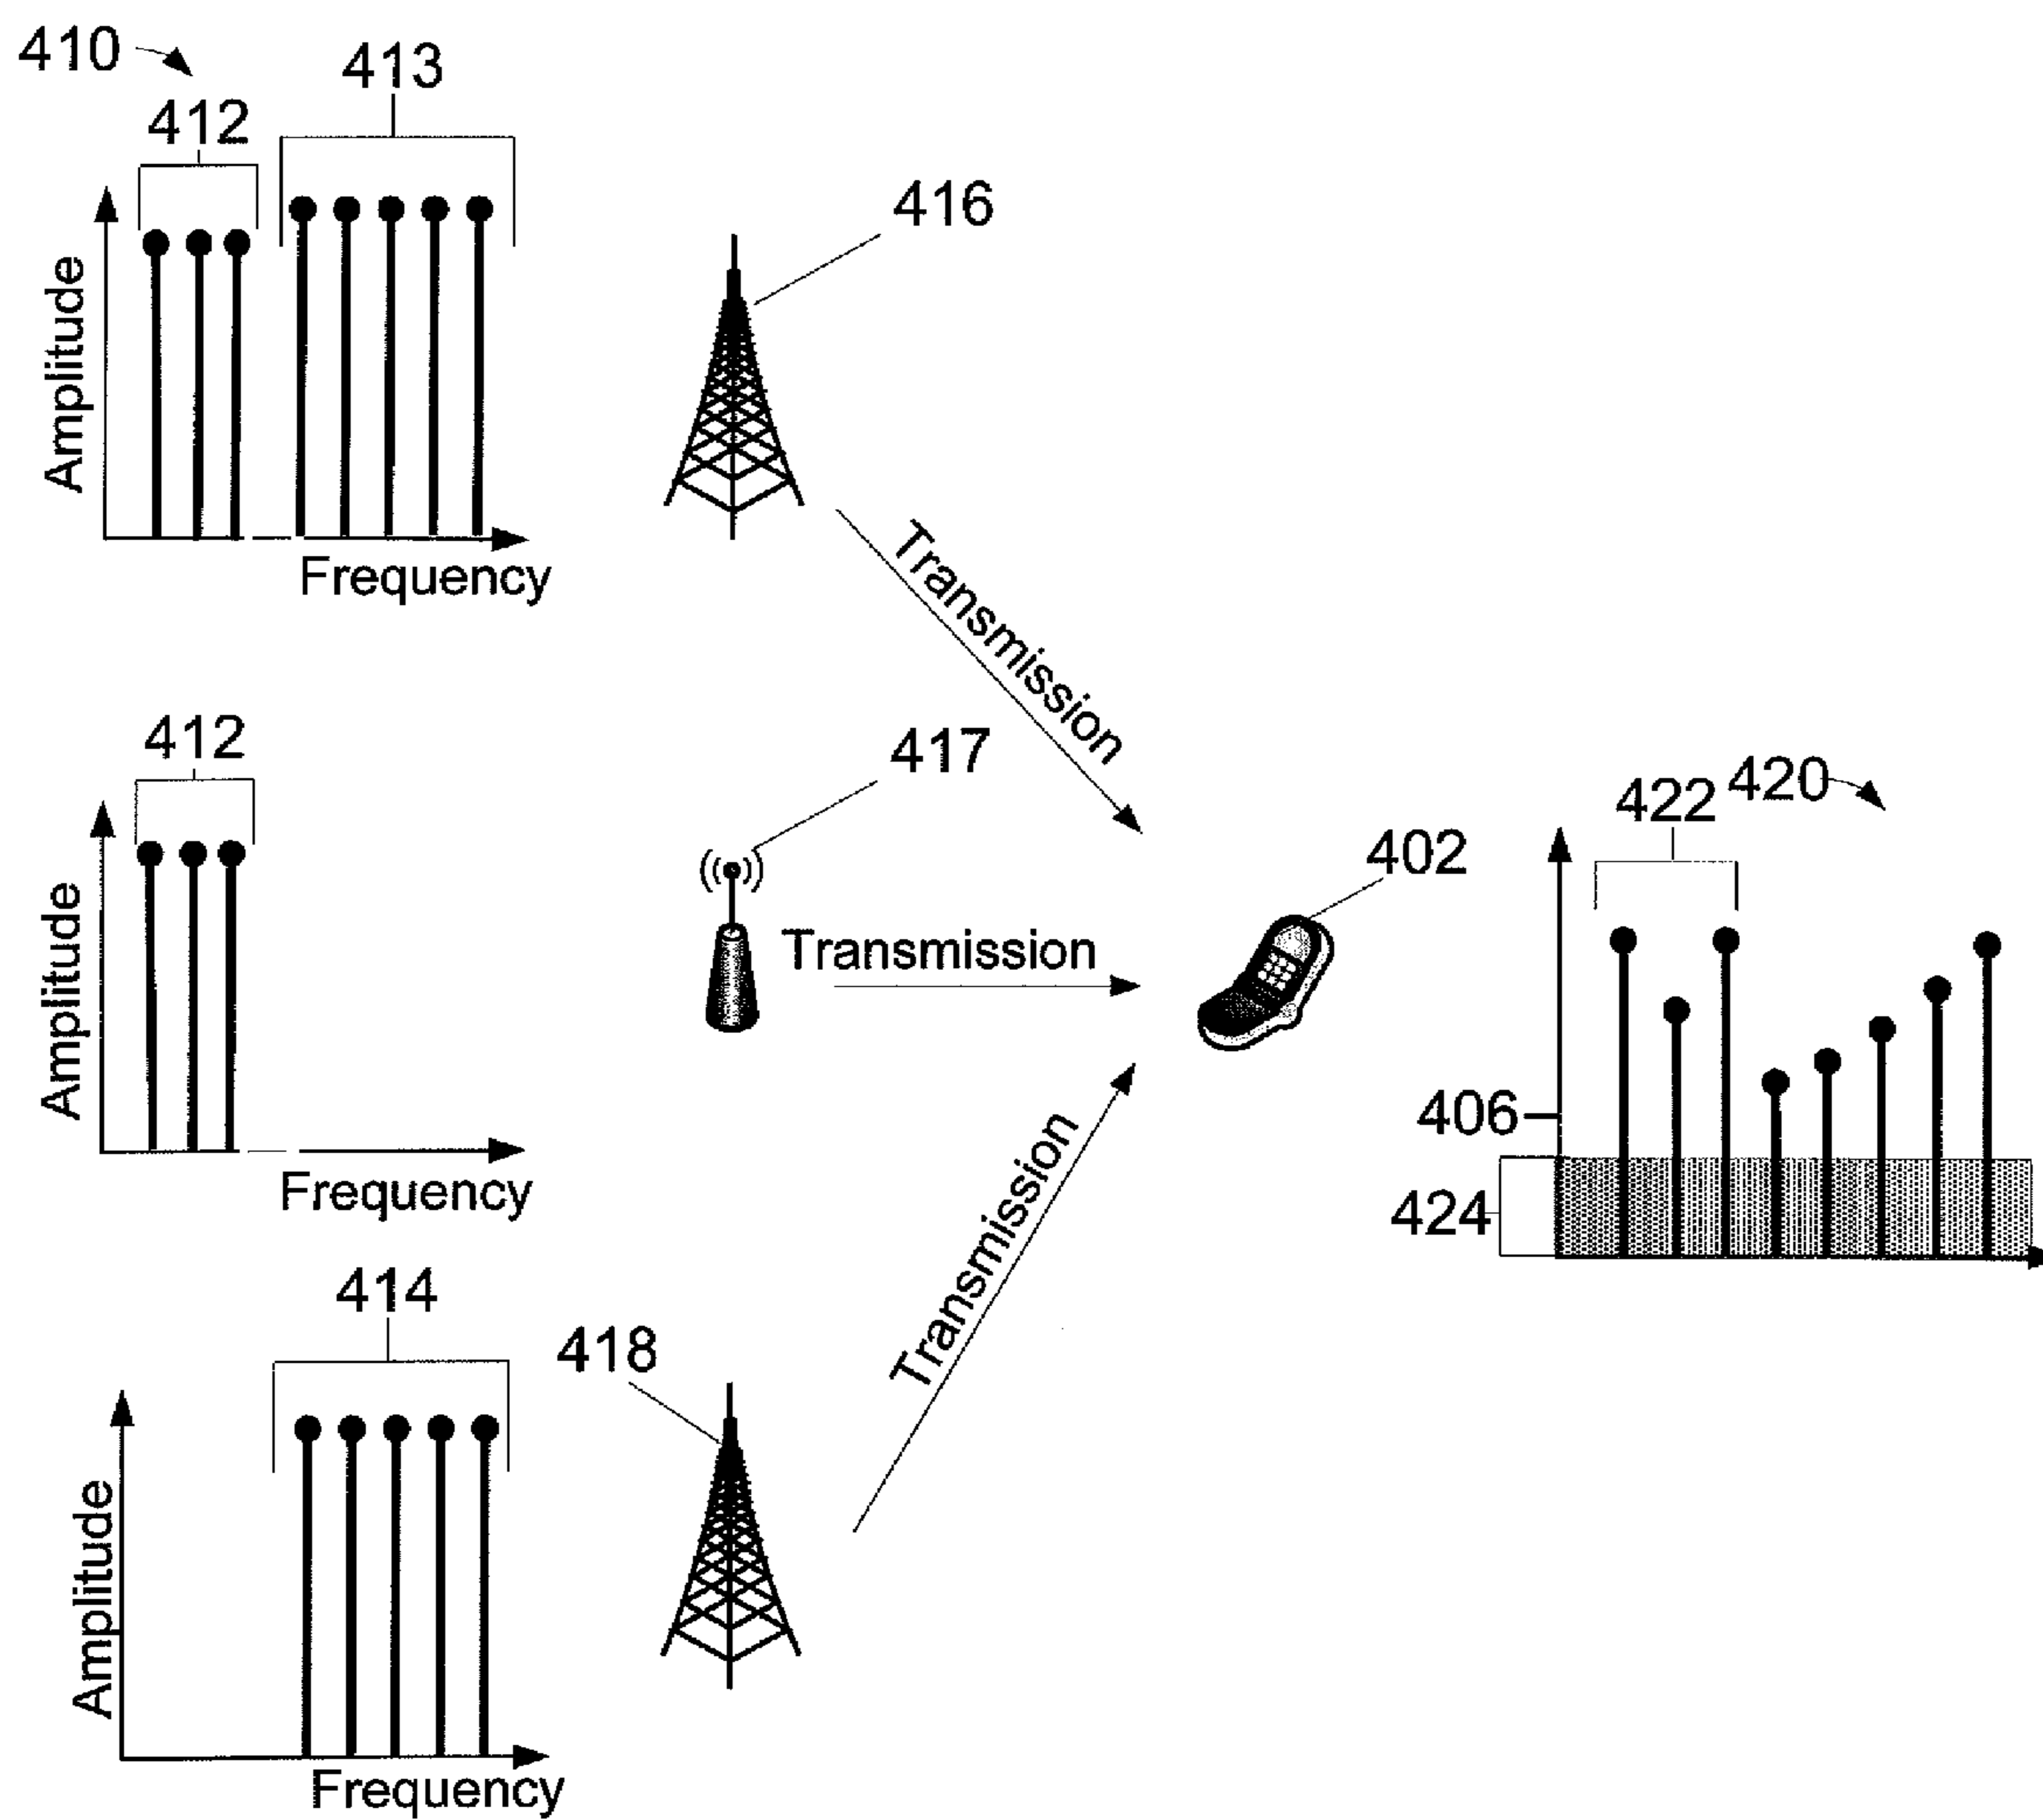 410
413
412
416
Amplitude
Frequency
Transmission
412
417
Amplitude
Frequency
Transmission
402
422
420
406
424
414
418
Amplitude
Frequency
Transmission